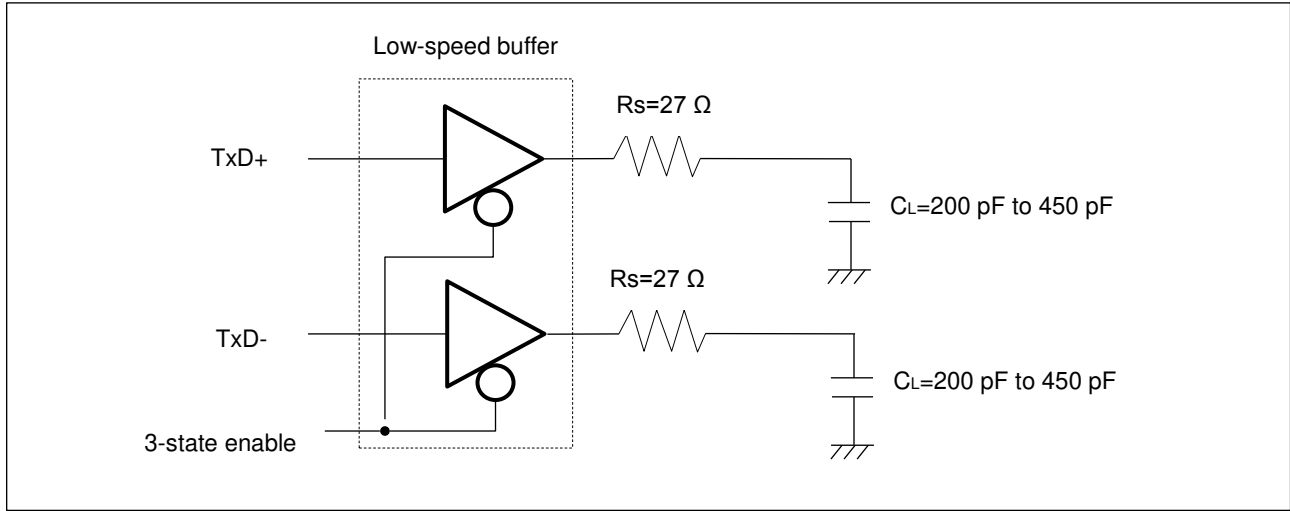 Low-speed buffer
Rs=27 Ω
TxD+
CL=200 pF to 450 pF
Rs=27 Ω
TxD-
CL=200 pF to 450 pF
3-state enable